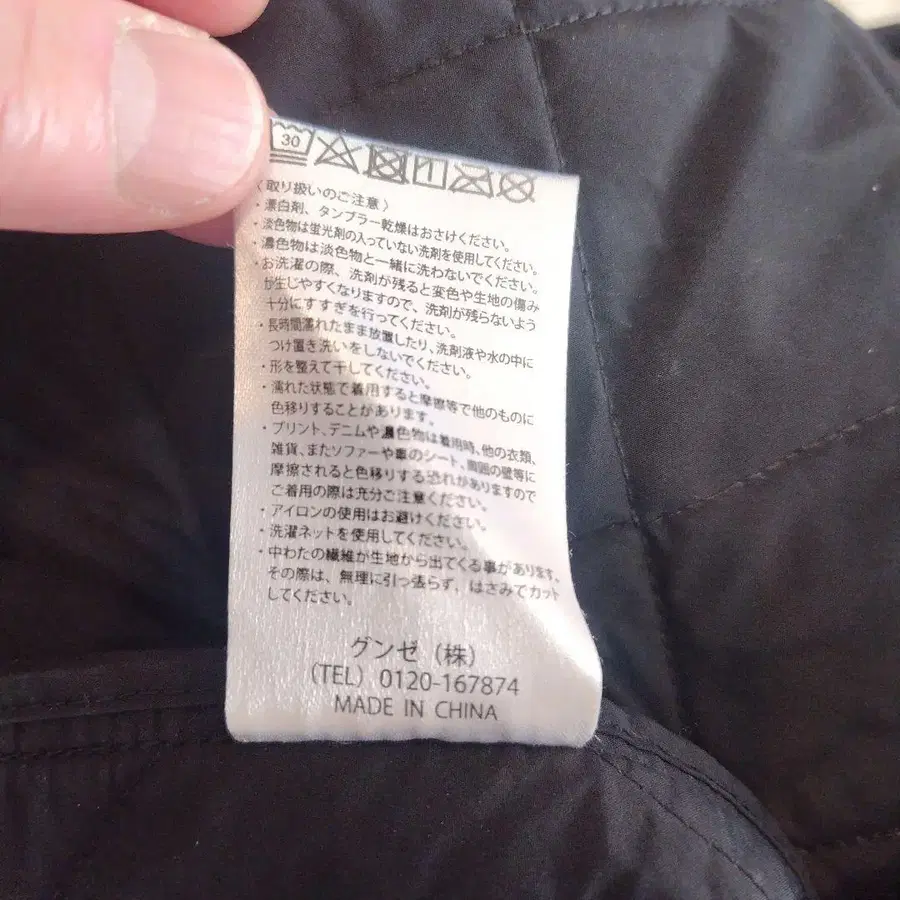 30
〈取り扱いのご注意〉
・漂白剤、タンブラー乾燥はおさけください。
・淡色物は蛍光剤の入っていない洗剤を使用してください。
・濃色物は淡色物と一緒に洗わないでください。
・お洗濯の際、洗剤が残ると変色や生地の傷み
が生じやすくなりますので、洗剤が残らないよう
十分にすすぎを行ってください。
・長時間濡れたまま放置したり、洗剤液や水の中に
つけ置き洗いをしないでください。
・形を整えて干してください。
・濡れた状態で着用すると摩擦等で他のものに
色移りすることがあります。
・プリント、デニムや濃色物は着用時、他の衣類、
雑貨、またソファーや車のシート、周囲の壁等に
摩擦されると色移りする恐れがありますので
ご着用の際は充分ご注意ください。
・アイロンの使用はお避けください。
・洗濯ネットを使用してください。
・中わたの繊維が生地から出てくる事があります。
その際は、無理に引っ張らず、はさみでカット
してください。
グンゼ（株）
(TEL) 0120-167874
MADE IN CHINA